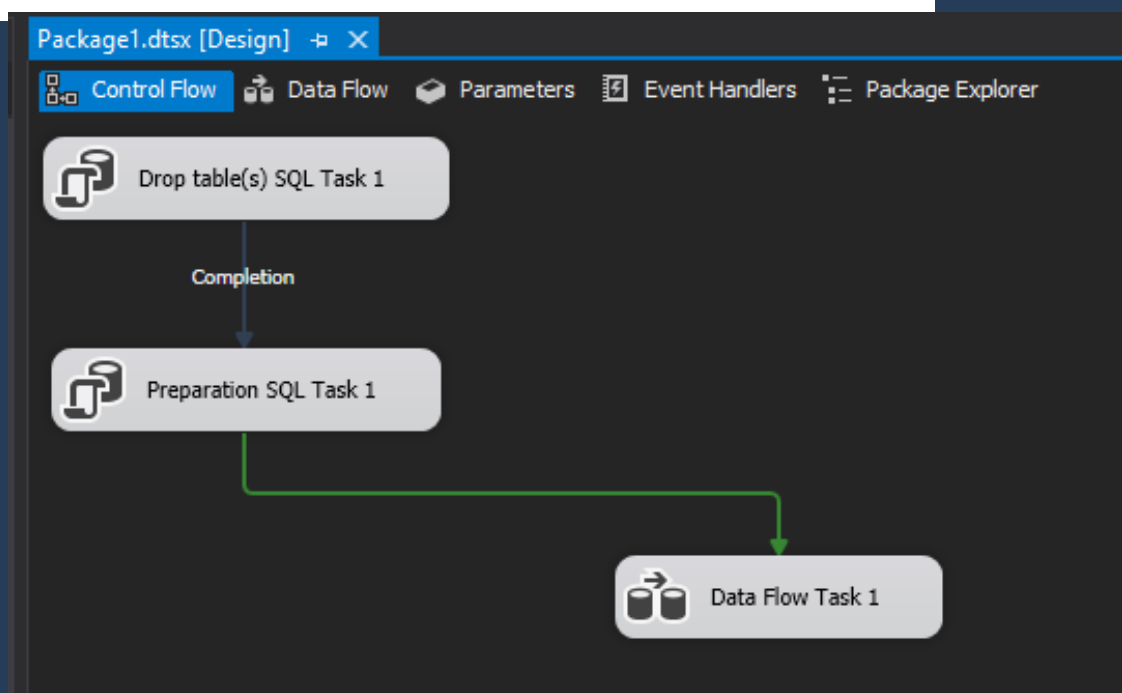 Package1.dtsx [Design]
Control Flow Data Flow Parameters Event Handlers Package Explorer
Drop table(s) SQL Task 1
Completion
Preparation SQL Task 1
Data Flow Task 1